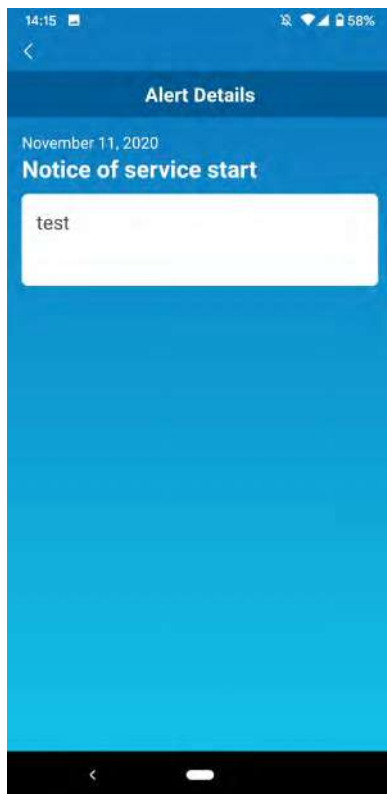 14:15 58%
Alert Details
November 11, 2020
Notice of service start
test